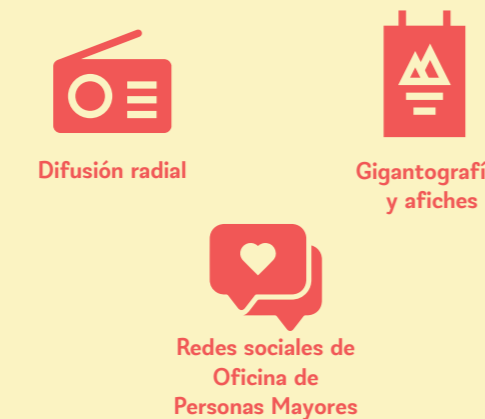 Difusión radial
Gigantografí
y afiches
Redes sociales de
Oficina de
Personas Mayores